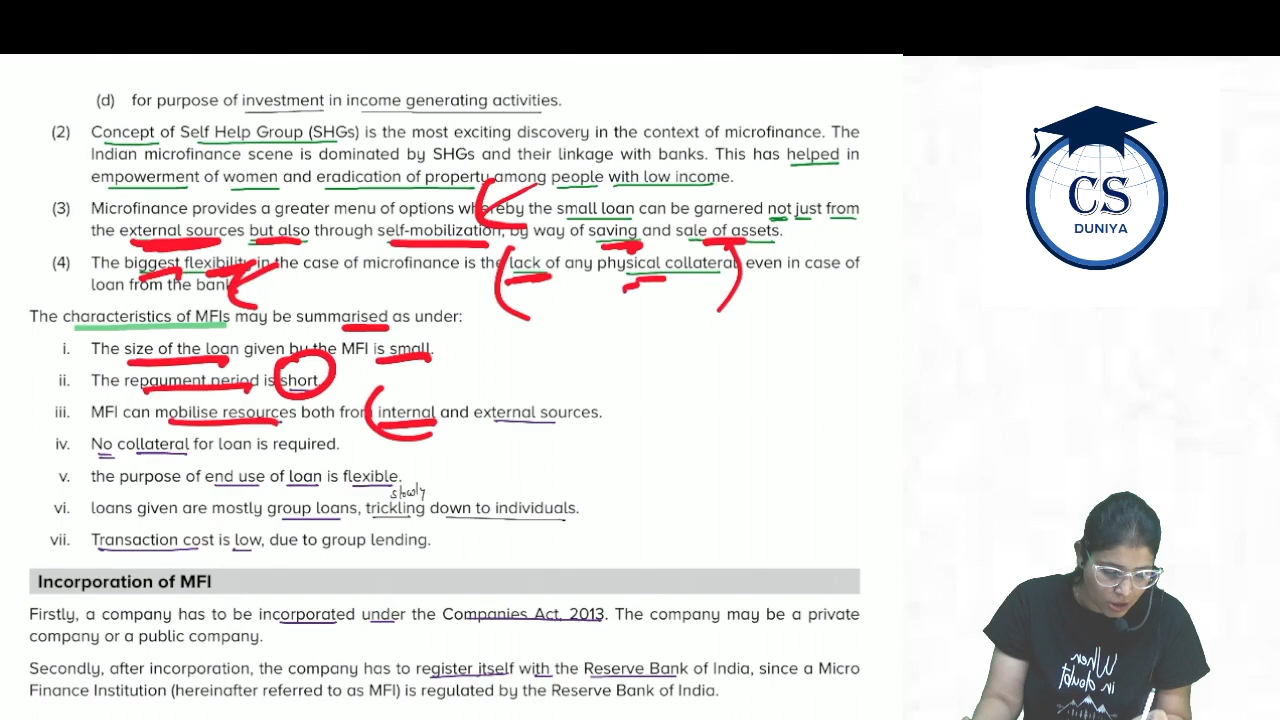 (d) for purpose of investment in income generating activities.
(2) Concept of Self Help Group (SHGs) is the most exciting discovery in the context of microfinance. The
Indian microfinance scene is dominated by SHGs and their linkage with banks. This has helped in
empowerment of women and eradication of property among people with low income.
(3) Microfinance provides a greater menu of options whereby the small loan can be garnered not just from
the external sources but also through self-mobilization, by way of saving and sale of assets.
(4) The biggest flexibility in the case of microfinance is the lack of any physical collateral, even in case of
loan from the bank
The characteristics of MFIs may be summarised as under:
i. The size of the loan given by the MFI is small.
ii. The repaument period is short.
iii. MFI can mobilise resources both from internal and external sources.
iv. No collateral for loan is required.
v. the purpose of end use of loan is flexible.
slowly
vi. loans given are mostly group loans, trickling down to individuals.
vii. Transaction cost is low, due to group lending.
Incorporation of MFI
Firstly, a company has to be incorporated under the Companies Act, 2013. The company may be a private
company or a public company.
Secondly, after incorporation, the company has to register itself with the Reserve Bank of India, since a Micro
Finance Institution (hereinafter referred to as MFI) is regulated by the Reserve Bank of India.
CS
DUNIYA
When
in doubt